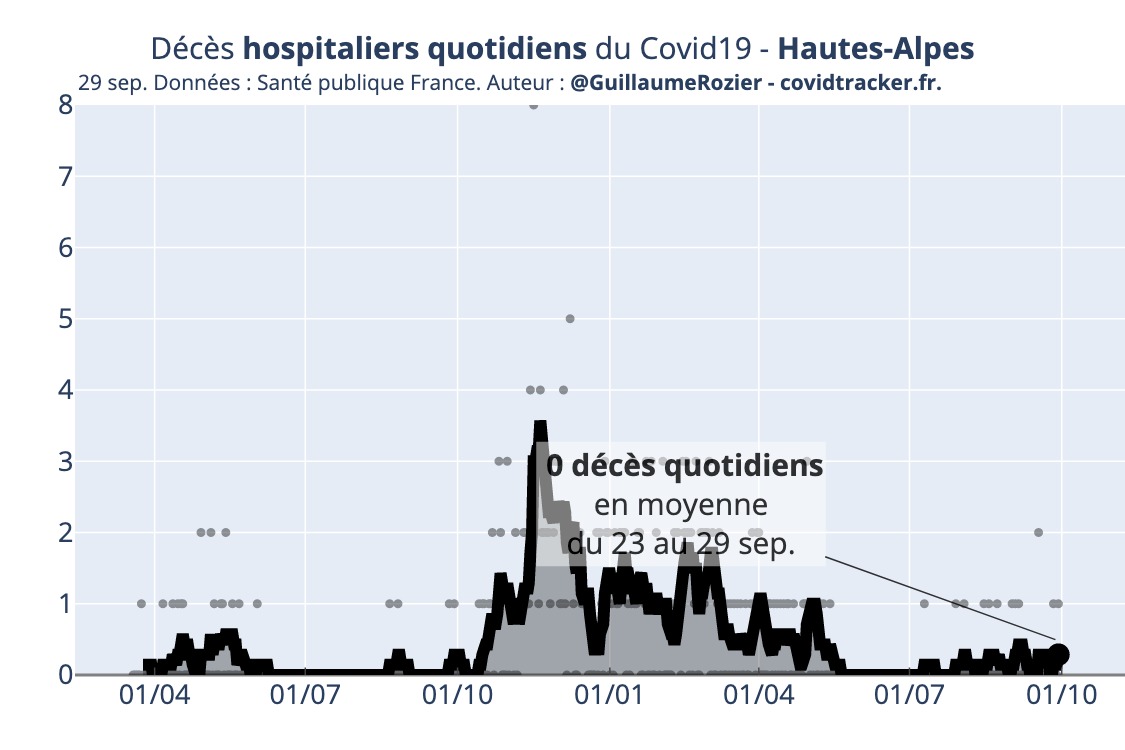 Décès hospitaliers quotidiens du Covid19 - Hautes-Alpes
29 sep. Données : Santé publique France. Auteur : @GuillaumeRozier - covidtracker.fr.
8
7
6
5
4
3
0 décès quotidiens
en moyenne
2
du 23 au 29 sep.
1
0
01/04 01/07 01/10 01/01 01/04 01/07 01/10